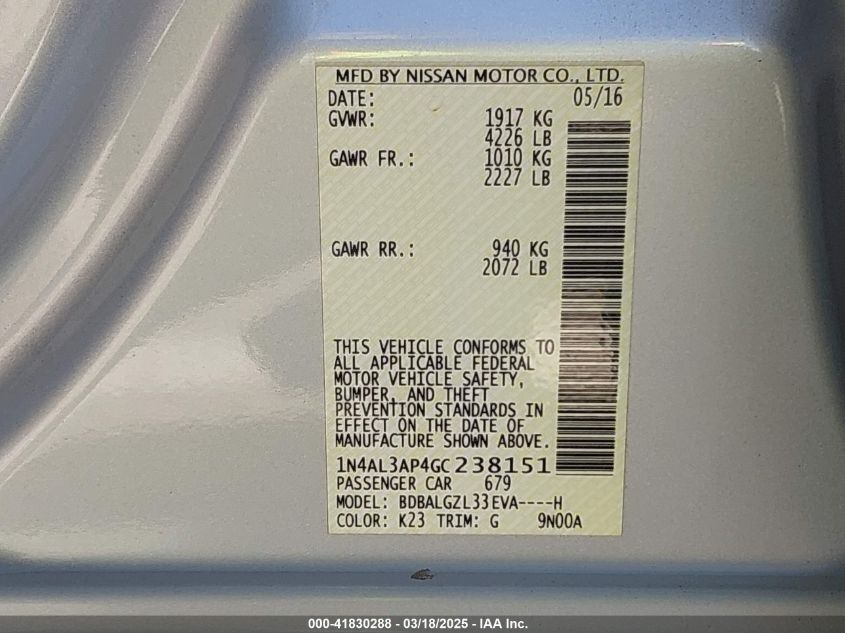 MFD BY NISSAN MOTOR CO., LTD.
DATE: 05/16
GVWR: 1917 KG
4226 LB
GAWR FR.: 1010 KG
2227 LB
GAWR RR.: 940 KG
2072 LB
THIS VEHICLE CONFORMS TO
ALL APPLICABLE FEDERAL
MOTOR VEHICLE SAFETY,
BUMPER, AND THEFT
PREVENTION STANDARDS IN
EFFECT ON THE DATE OF
MANUFACTURE SHOWN ABOVE.
1N4AL3AP4GC238151
PASSENGER CAR 679
MODEL: BDBALGZL33EVA----H
COLOR: K23 TRIM: G 9N00A
000-41830288 - 03/18/2025 - IAA Inc.